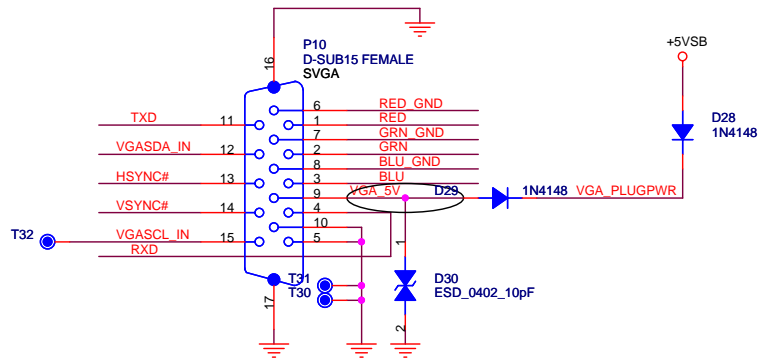 P10
D-SUB15 FEMALE
SVGA
16
+5VSB
D28
1N4148
6 RED_GND
TXD 11
1 RED
7 GRN_GND
VGASDA_IN 12
2 GRN
8 BLU_GND
HSYNC# 13
3 BLU
9 VGA_5V D29 1N4148 VGA_PLUGPWR
VSYNC# 14
4
10
T32 VGASCL_IN 15
5
RXD
1
T31
T30
D30
ESD_0402_10pF
17
2